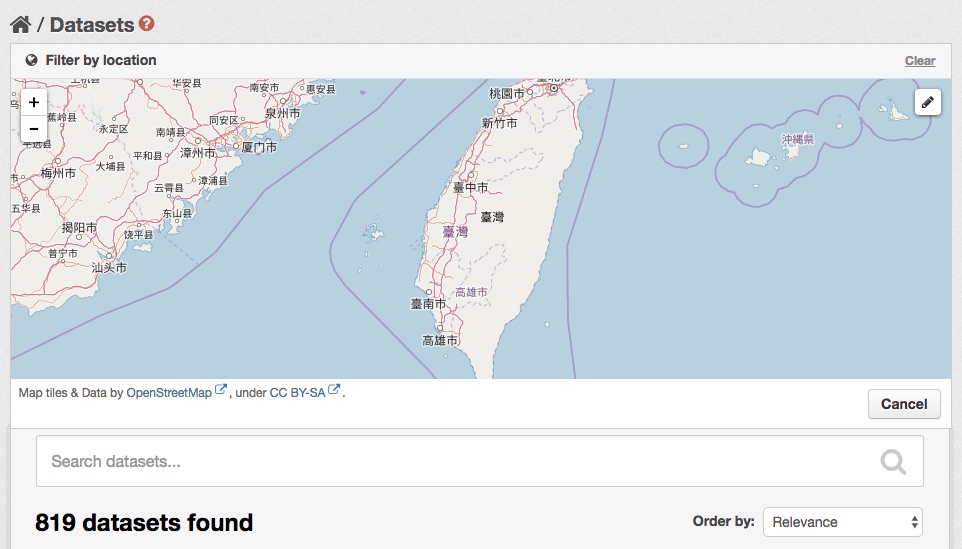 / Datasets ?
Filter by location
Clear
+
-
华安县
南安市
惠安县
泉州市
蕉岭县
永定区
南靖县
同安区
漳州市
厦门市
平和县
大埔县
梅州市
云霄县
漳浦县
五华县
东山县
揭阳市
饶平县
普宁市
汕头市
桃園市
新竹市
臺中市
臺灣
臺灣
高雄市
臺南市
高雄市
沖縄県
Map tiles & Data by OpenStreetMap , under CC BY-SA .
Cancel
Search datasets...
819 datasets found
Order by:
Relevance